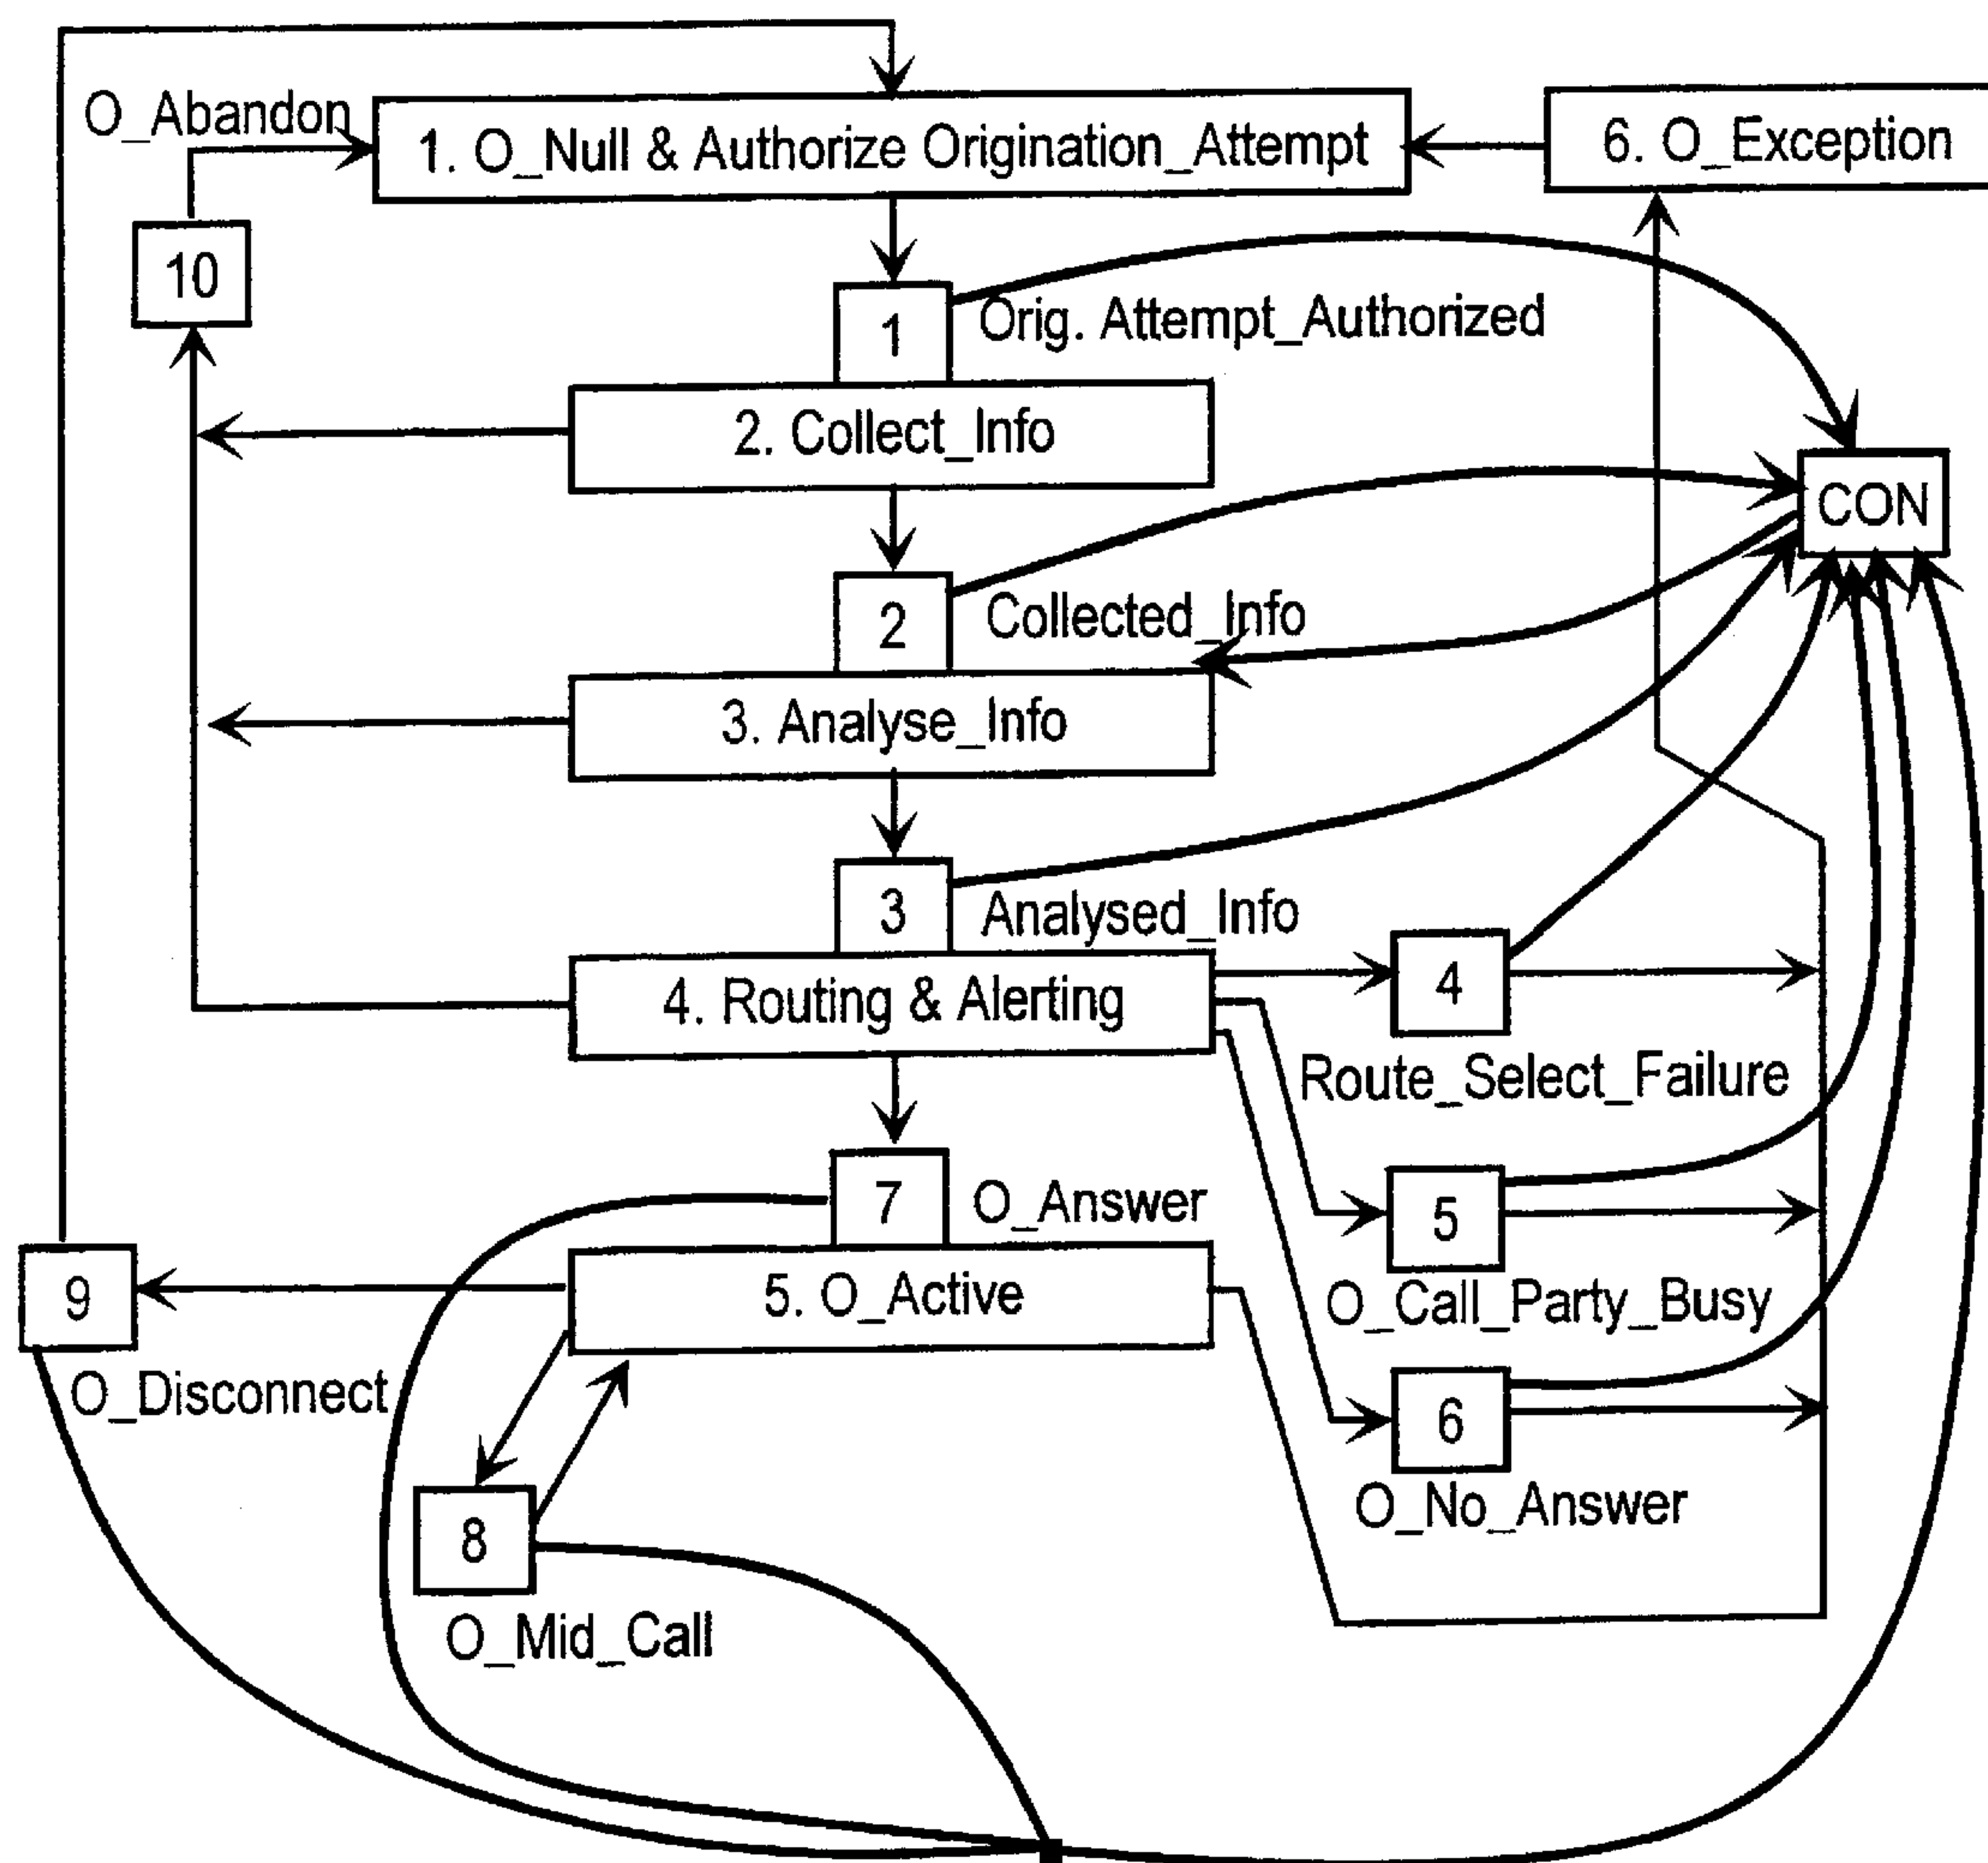 O_Abandon
1. O_Null & Authorize Origination_Attempt
6. O_Exception
10
1
Orig. Attempt_Authorized
2. Collect_Info
CON
2
Collected_Info
3. Analyse_Info
3
Analysed_Info
4. Routing & Alerting
4
Route_Select_Failure
7
O_Answer
5
9
5. O_Active
O_Call_Party_Busy
O_Disconnect
6
O_No_Answer
8
O_Mid_Call